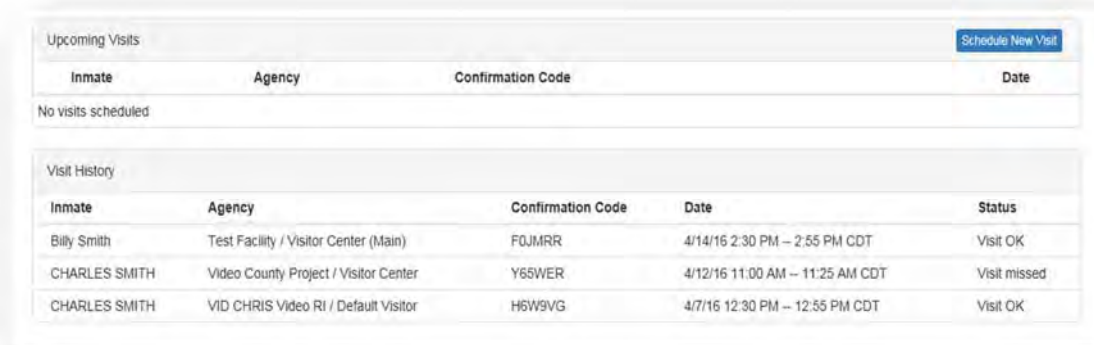 Upcoming Visits Schedule New Visit
Inmate Agency Confirmation Code Date
No visits scheduled
Visit History
Inmate Agency Confirmation Code Date Status
Billy Smith Test Facility / Visitor Center (Main) F0JMRR 4/14/16 2:30 PM -- 2:55 PM CDT Visit OK
CHARLES SMITH Video County Project / Visitor Center Y65WER 4/12/16 11:00 AM -- 11:25 AM CDT Visit missed
CHARLES SMITH VID CHRIS Video RI / Default Visitor H6W9VG 4/7/16 12:30 PM -- 12:55 PM CDT Visit OK